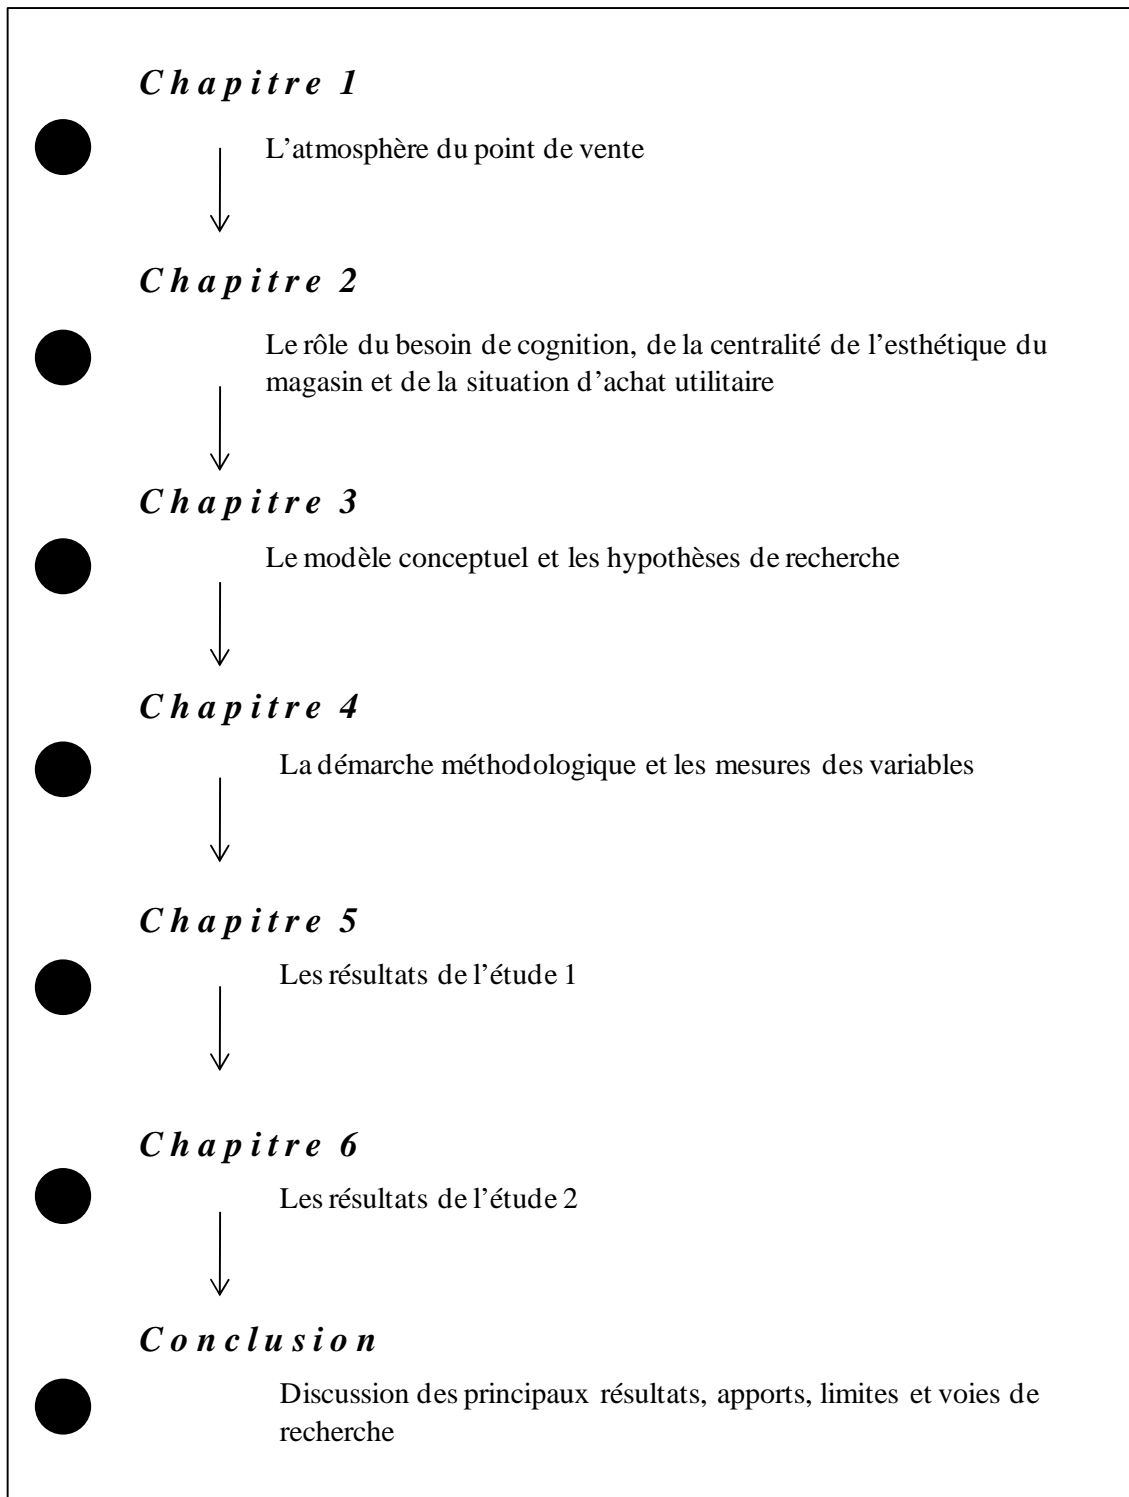 Chapitre 1
L’atmosphère du point de vente
Chapitre 2
Le rôle du besoin de cognition, de la centralité de l’esthétique du
magasin et de la situation d’achat utilitaire
Chapitre 3
Le modèle conceptuel et les hypothèses de recherche
Chapitre 4
La démarche méthodologique et les mesures des variables
Chapitre 5
Les résultats de l’étude 1
Chapitre 6
Les résultats de l’étude 2
Conclusion
Discussion des principaux résultats, apports, limites et voies de
recherche